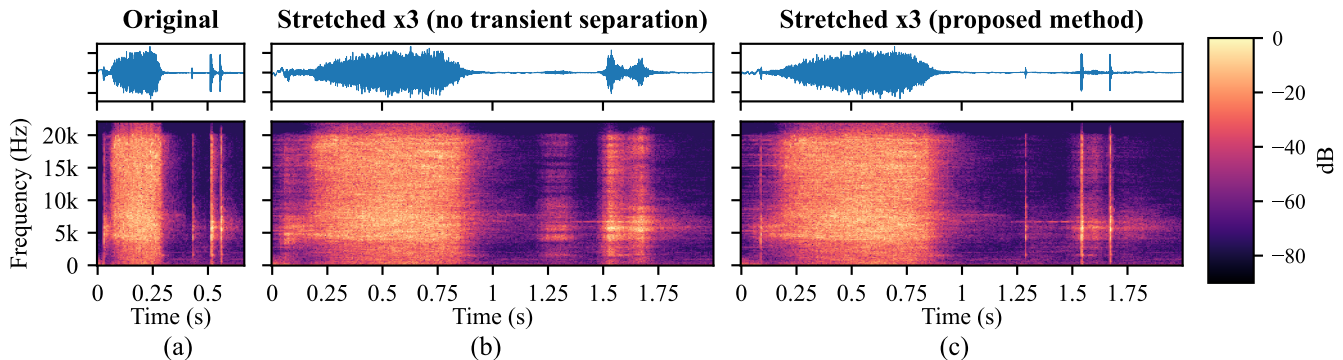 Original
Stretched x3 (no transient separation)
Stretched x3 (proposed method)
Frequency (Hz)
20k
15k
10k
5k
0
0 0.25 0.5
Time (s)
(a)
0 0.25 0.5 0.75 1 1.25 1.5 1.75
Time (s)
(b)
0 0.25 0.5 0.75 1 1.25 1.5 1.75
Time (s)
(c)
0
−20
−40
−60
−80
dB